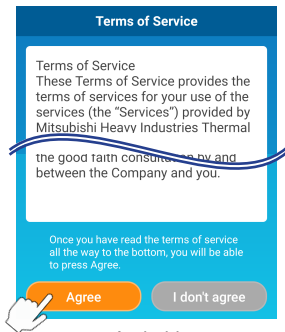 Terms of Service
Terms of Service
These Terms of Service provides the
terms of services for your use of the
services (the “Services”) provided by
Mitsubishi Heavy Industries Thermal
the good faith consultation by and
between the Company and you.
Once you have read the terms of service
all the way to the bottom, you will be able
to press Agree.
Agree
I don't agree